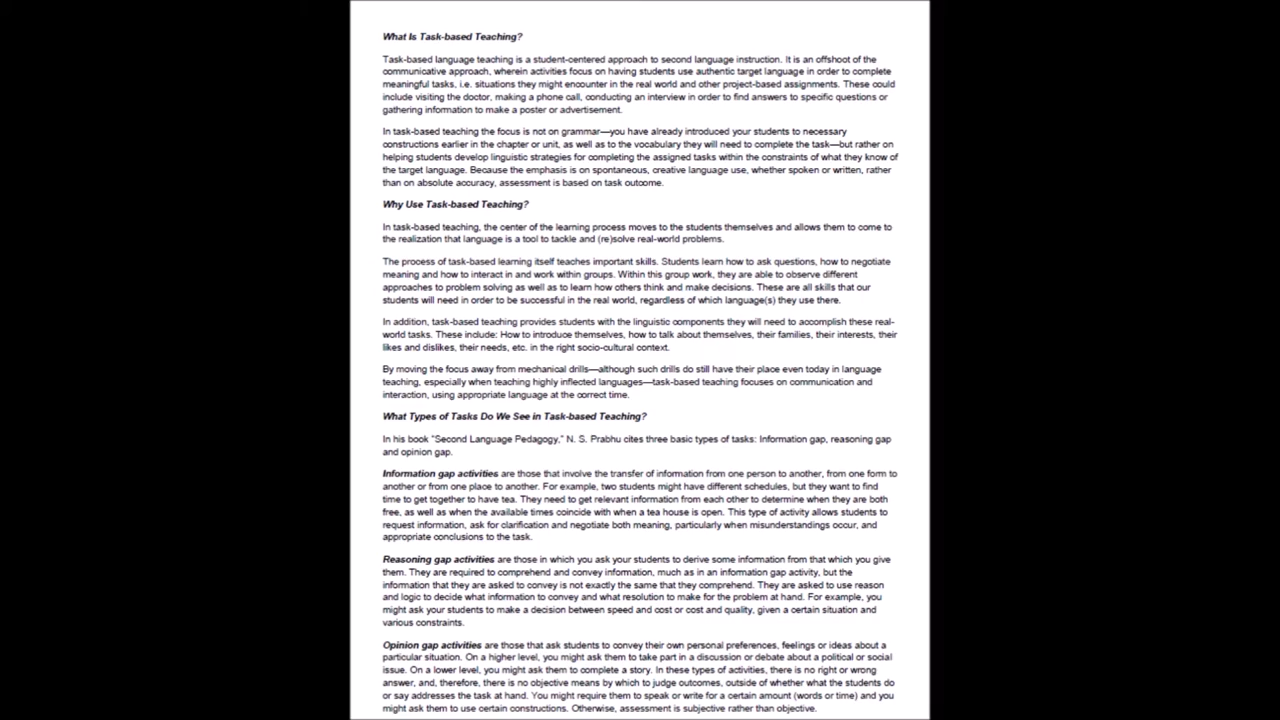 What Is Task-based Teaching?
Task-based language teaching is a student-centered approach to second language instruction. It is an offshoot of the
communicative approach, wherein activities focus on having students use authentic target language in order to complete
meaningful tasks, i.e. situations they might encounter in the real world and other project-based assignments. These could
include visiting the doctor, making a phone call, conducting an interview in order to find answers to specific questions or
gathering information to make a poster or advertisement.
In task-based teaching the focus is not on grammar—you have already introduced your students to necessary
constructions earlier in the chapter or unit, as well as to the vocabulary they will need to complete the task—but rather on
helping students develop linguistic strategies for completing the assigned tasks within the constraints of what they know of
the target language. Because the emphasis is on spontaneous, creative language use, whether spoken or written, rather
than on absolute accuracy, assessment is based on task outcome.
Why Use Task-based Teaching?
In task-based teaching, the center of the learning process moves to the students themselves and allows them to come to
the realization that language is a tool to tackle and (re)solve real-world problems.
The process of task-based learning itself teaches important skills. Students learn how to ask questions, how to negotiate
meaning and how to interact in and work within groups. Within this group work, they are able to observe different
approaches to problem solving as well as to learn how others think and make decisions. These are all skills that our
students will need in order to be successful in the real world, regardless of which language(s) they use there.
In addition, task-based teaching provides students with the linguistic components they will need to accomplish these real-
world tasks. These include: How to introduce themselves, how to talk about themselves, their families, their interests, their
likes and dislikes, their needs, etc. in the right socio-cultural context.
By moving the focus away from mechanical drills—although such drills do still have their place even today in language
teaching, especially when teaching highly inflected languages—task-based teaching focuses on communication and
interaction, using appropriate language at the correct time.
What Types of Tasks Do We See in Task-based Teaching?
In his book "Second Language Pedagogy," N. S. Prabhu cites three basic types of tasks: Information gap, reasoning gap
and opinion gap.
Information gap activities are those that involve the transfer of information from one person to another, from one form to
another or from one place to another. For example, two students might have different schedules, but they want to find
time to get together to have tea. They need to get relevant information from each other to determine when they are both
free, as well as when the available times coincide with when a tea house is open. This type of activity allows students to
request information, ask for clarification and negotiate both meaning, particularly when misunderstandings occur, and
appropriate conclusions to the task.
Reasoning gap activities are those in which you ask your students to derive some information from that which you give
them. They are required to comprehend and convey information, much as in an information gap activity, but the
information that they are asked to convey is not exactly the same that they comprehend. They are asked to use reason
and logic to decide what information to convey and what resolution to make for the problem at hand. For example, you
might ask your students to make a decision between speed and cost or cost and quality, given a certain situation and
various constraints.
Opinion gap activities are those that ask students to convey their own personal preferences, feelings or ideas about a
particular situation. On a higher level, you might ask them to take part in a discussion or debate about a political or social
issue. On a lower level, you might ask them to complete a story. In these types of activities, there is no right or wrong
answer, and, therefore, there is no objective means by which to judge outcomes, outside of whether what the students do
or say addresses the task at hand. You might require them to speak or write for a certain amount (words or time) and you
might ask them to use certain constructions. Otherwise, assessment is subjective rather than objective.